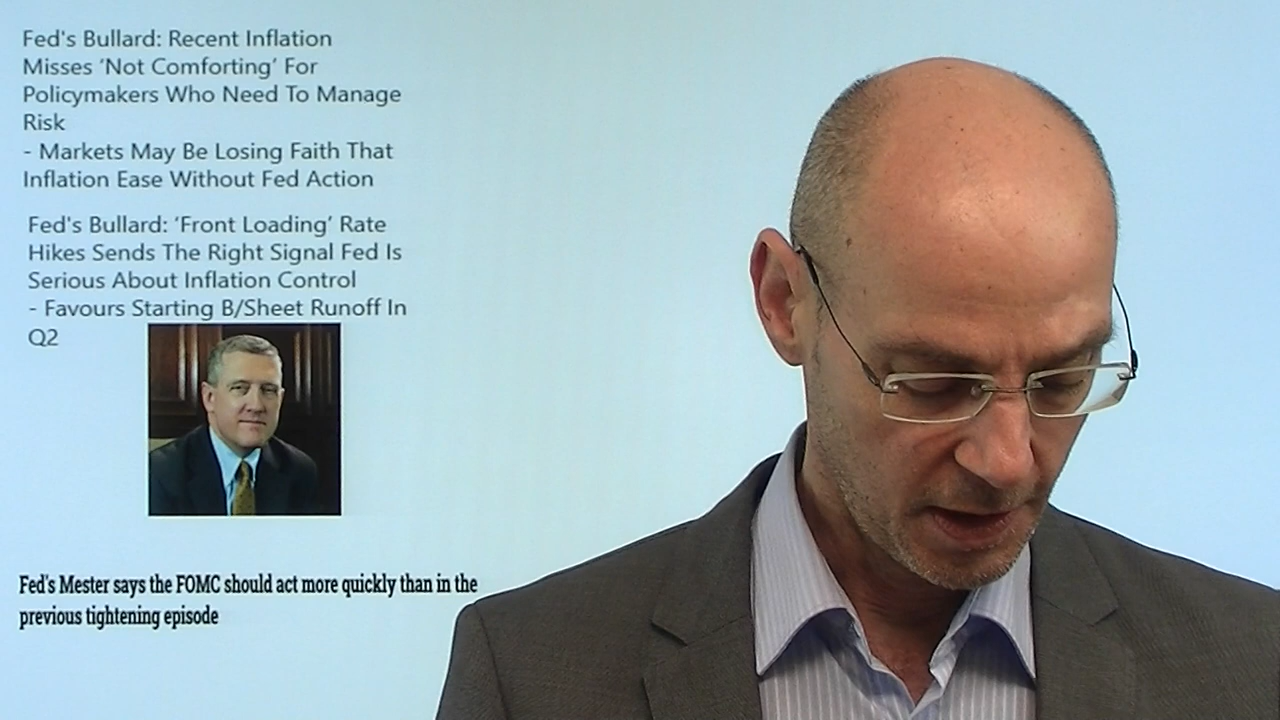 Fed's Bullard: Recent Inflation
Misses ‘Not Comforting’ For
Policymakers Who Need To Manage
Risk
- Markets May Be Losing Faith That
Inflation Ease Without Fed Action
Fed's Bullard: ‘Front Loading’ Rate
Hikes Sends The Right Signal Fed Is
Serious About Inflation Control
- Favours Starting B/Sheet Runoff In
Q2
Fed's Mester says the FOMC should act more quickly than in the
previous tightening episode